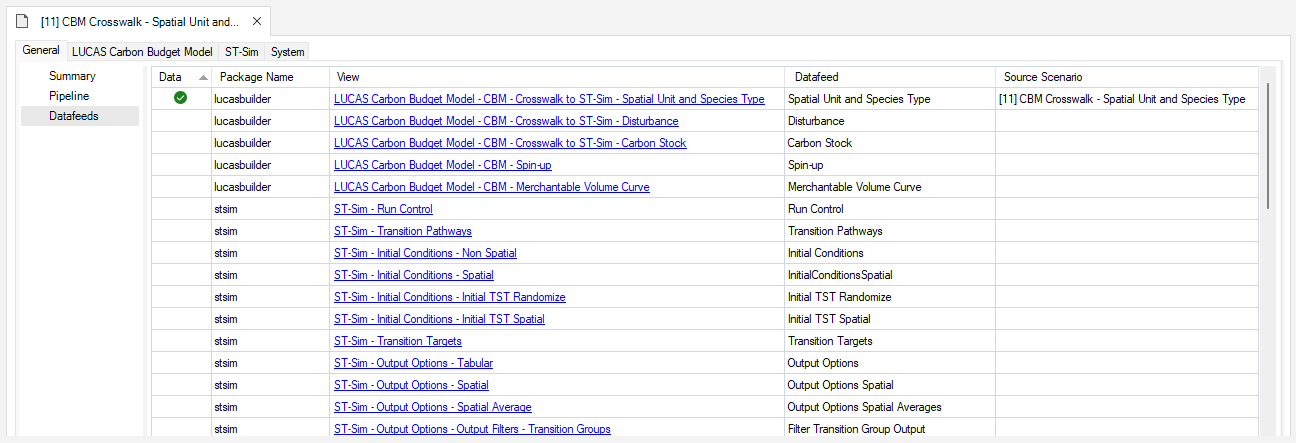 [11] CBM Crosswalk - Spatial Unit and...
General LUCAS Carbon Budget Model ST-Sim System
Summary
Pipeline
Datafeeds
Data Package Name View Datafeed Source Scenario
lucasbuilder LUCAS Carbon Budget Model - CBM - Crosswalk to ST-Sim - Spatial Unit and Species Type Spatial Unit and Species Type [11] CBM Crosswalk - Spatial Unit and Species Type
lucasbuilder LUCAS Carbon Budget Model - CBM - Crosswalk to ST-Sim - Disturbance Disturbance
lucasbuilder LUCAS Carbon Budget Model - CBM - Crosswalk to ST-Sim - Carbon Stock Carbon Stock
lucasbuilder LUCAS Carbon Budget Model - CBM - Spin-up Spin-up
lucasbuilder LUCAS Carbon Budget Model - CBM - Merchantable Volume Curve Merchantable Volume Curve
stsim ST-Sim - Run Control Run Control
stsim ST-Sim - Transition Pathways Transition Pathways
stsim ST-Sim - Initial Conditions - Non Spatial Initial Conditions
stsim ST-Sim - Initial Conditions - Spatial InitialConditionsSpatial
stsim ST-Sim - Initial Conditions - Initial TST Randomize Initial TST Randomize
stsim ST-Sim - Initial Conditions - Initial TST Spatial Initial TST Spatial
stsim ST-Sim - Transition Targets Transition Targets
stsim ST-Sim - Output Options - Tabular Output Options
stsim ST-Sim - Output Options - Spatial Output Options Spatial
stsim ST-Sim - Output Options - Spatial Average Output Options Spatial Averages
stsim ST-Sim - Output Options - Output Filters - Transition Groups Filter Transition Group Output